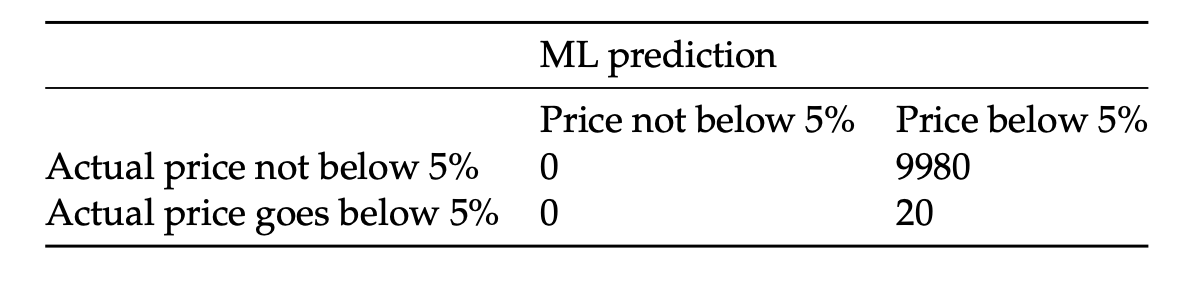 ML prediction
Price not below 5% Price below 5%
Actual price not below 5% 0 9980
Actual price goes below 5% 0 20